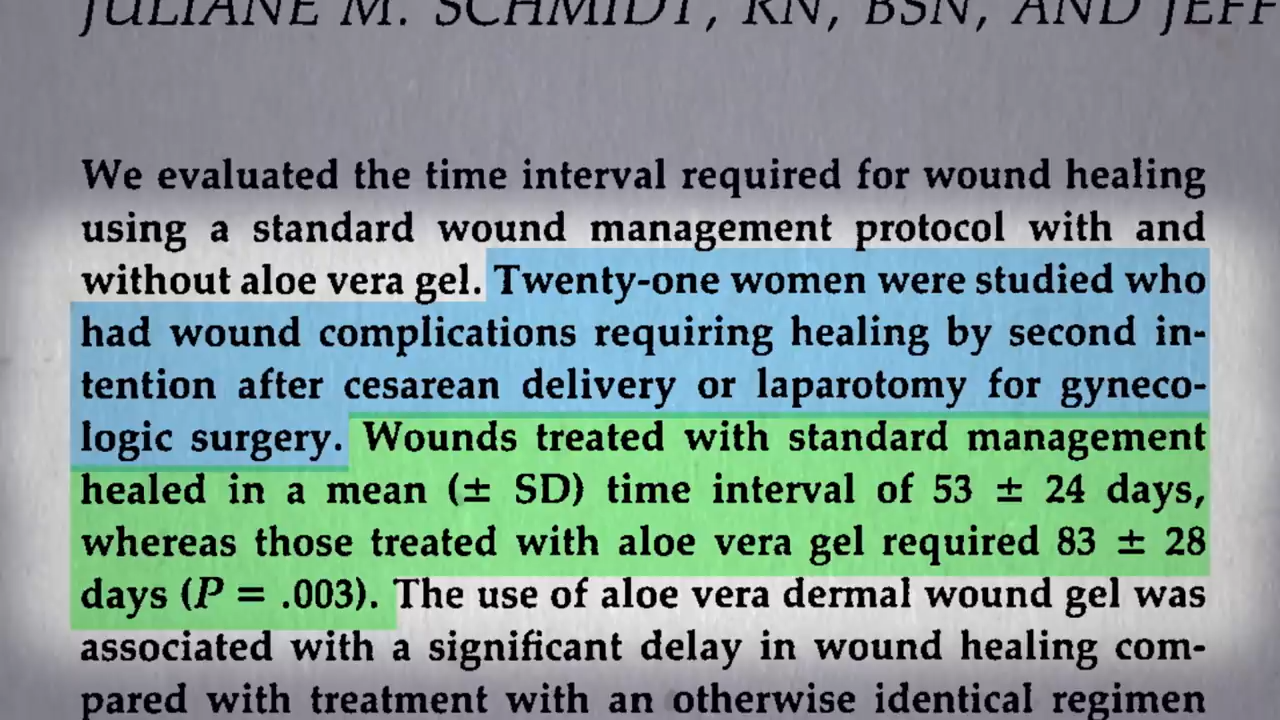 JULIANE M. SCHMIDT, RN, BSN, AND JEFF
We evaluated the time interval required for wound healing
using a standard wound management protocol with and
without aloe vera gel. Twenty-one women were studied who
had wound complications requiring healing by second in-
tention after cesarean delivery or laparotomy for gyneco-
logic surgery. Wounds treated with standard management
healed in a mean (± SD) time interval of 53 ± 24 days,
whereas those treated with aloe vera gel required 83 ± 28
days (P = .003). The use of aloe vera dermal wound gel was
associated with a significant delay in wound healing com-
pared with treatment with an otherwise identical regimen